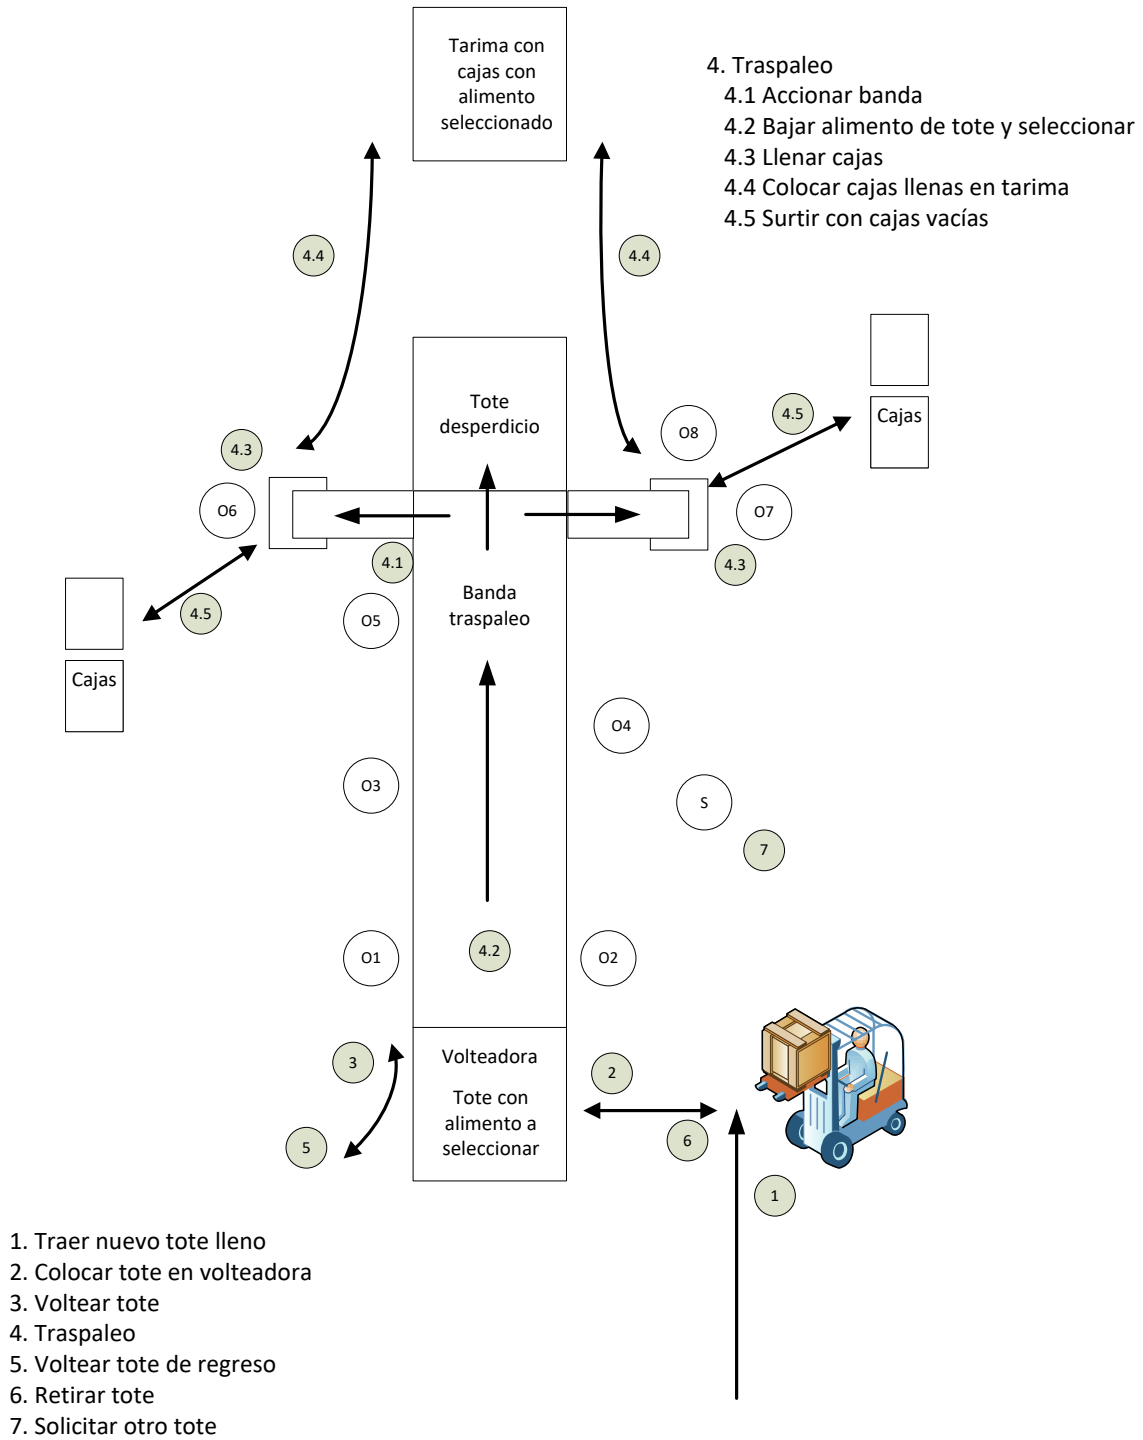 Tarima con
cajas con
alimento
seleccionado
4. Traspaleo
4.1 Accionar banda
4.2 Bajar alimento de tote y seleccionar
4.3 Llenar cajas
4.4 Colocar cajas llenas en tarima
4.5 Surtir con cajas vacías
4.4
4.4
Tote
desperdicio
4.5
Cajas
O8
4.3
O6
O7
4.1
4.3
Banda
traspaleo
4.5
O5
Cajas
O4
O3
S
7
O1
4.2
O2
Volteadora
3
2
Tote con
alimento a
seleccionar
5
6
1
1. Traer nuevo tote lleno
2. Colocar tote en volteadora
3. Voltear tote
4. Traspaleo
5. Voltear tote de regreso
6. Retirar tote
7. Solicitar otro tote